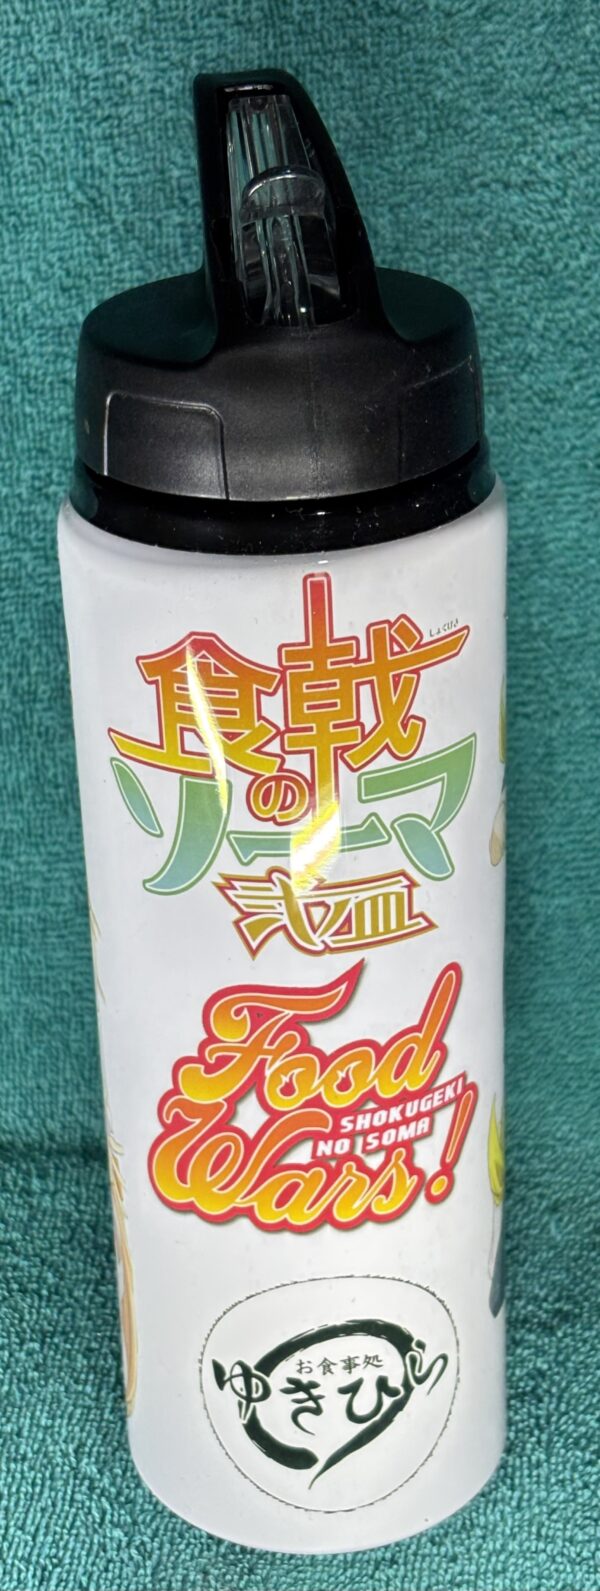 しょくげき
食戟
の
ソーマ
弐ノ皿
Food
Wars!
SHOKUGEKI
NO SOMA
お食事処
ゆきひら